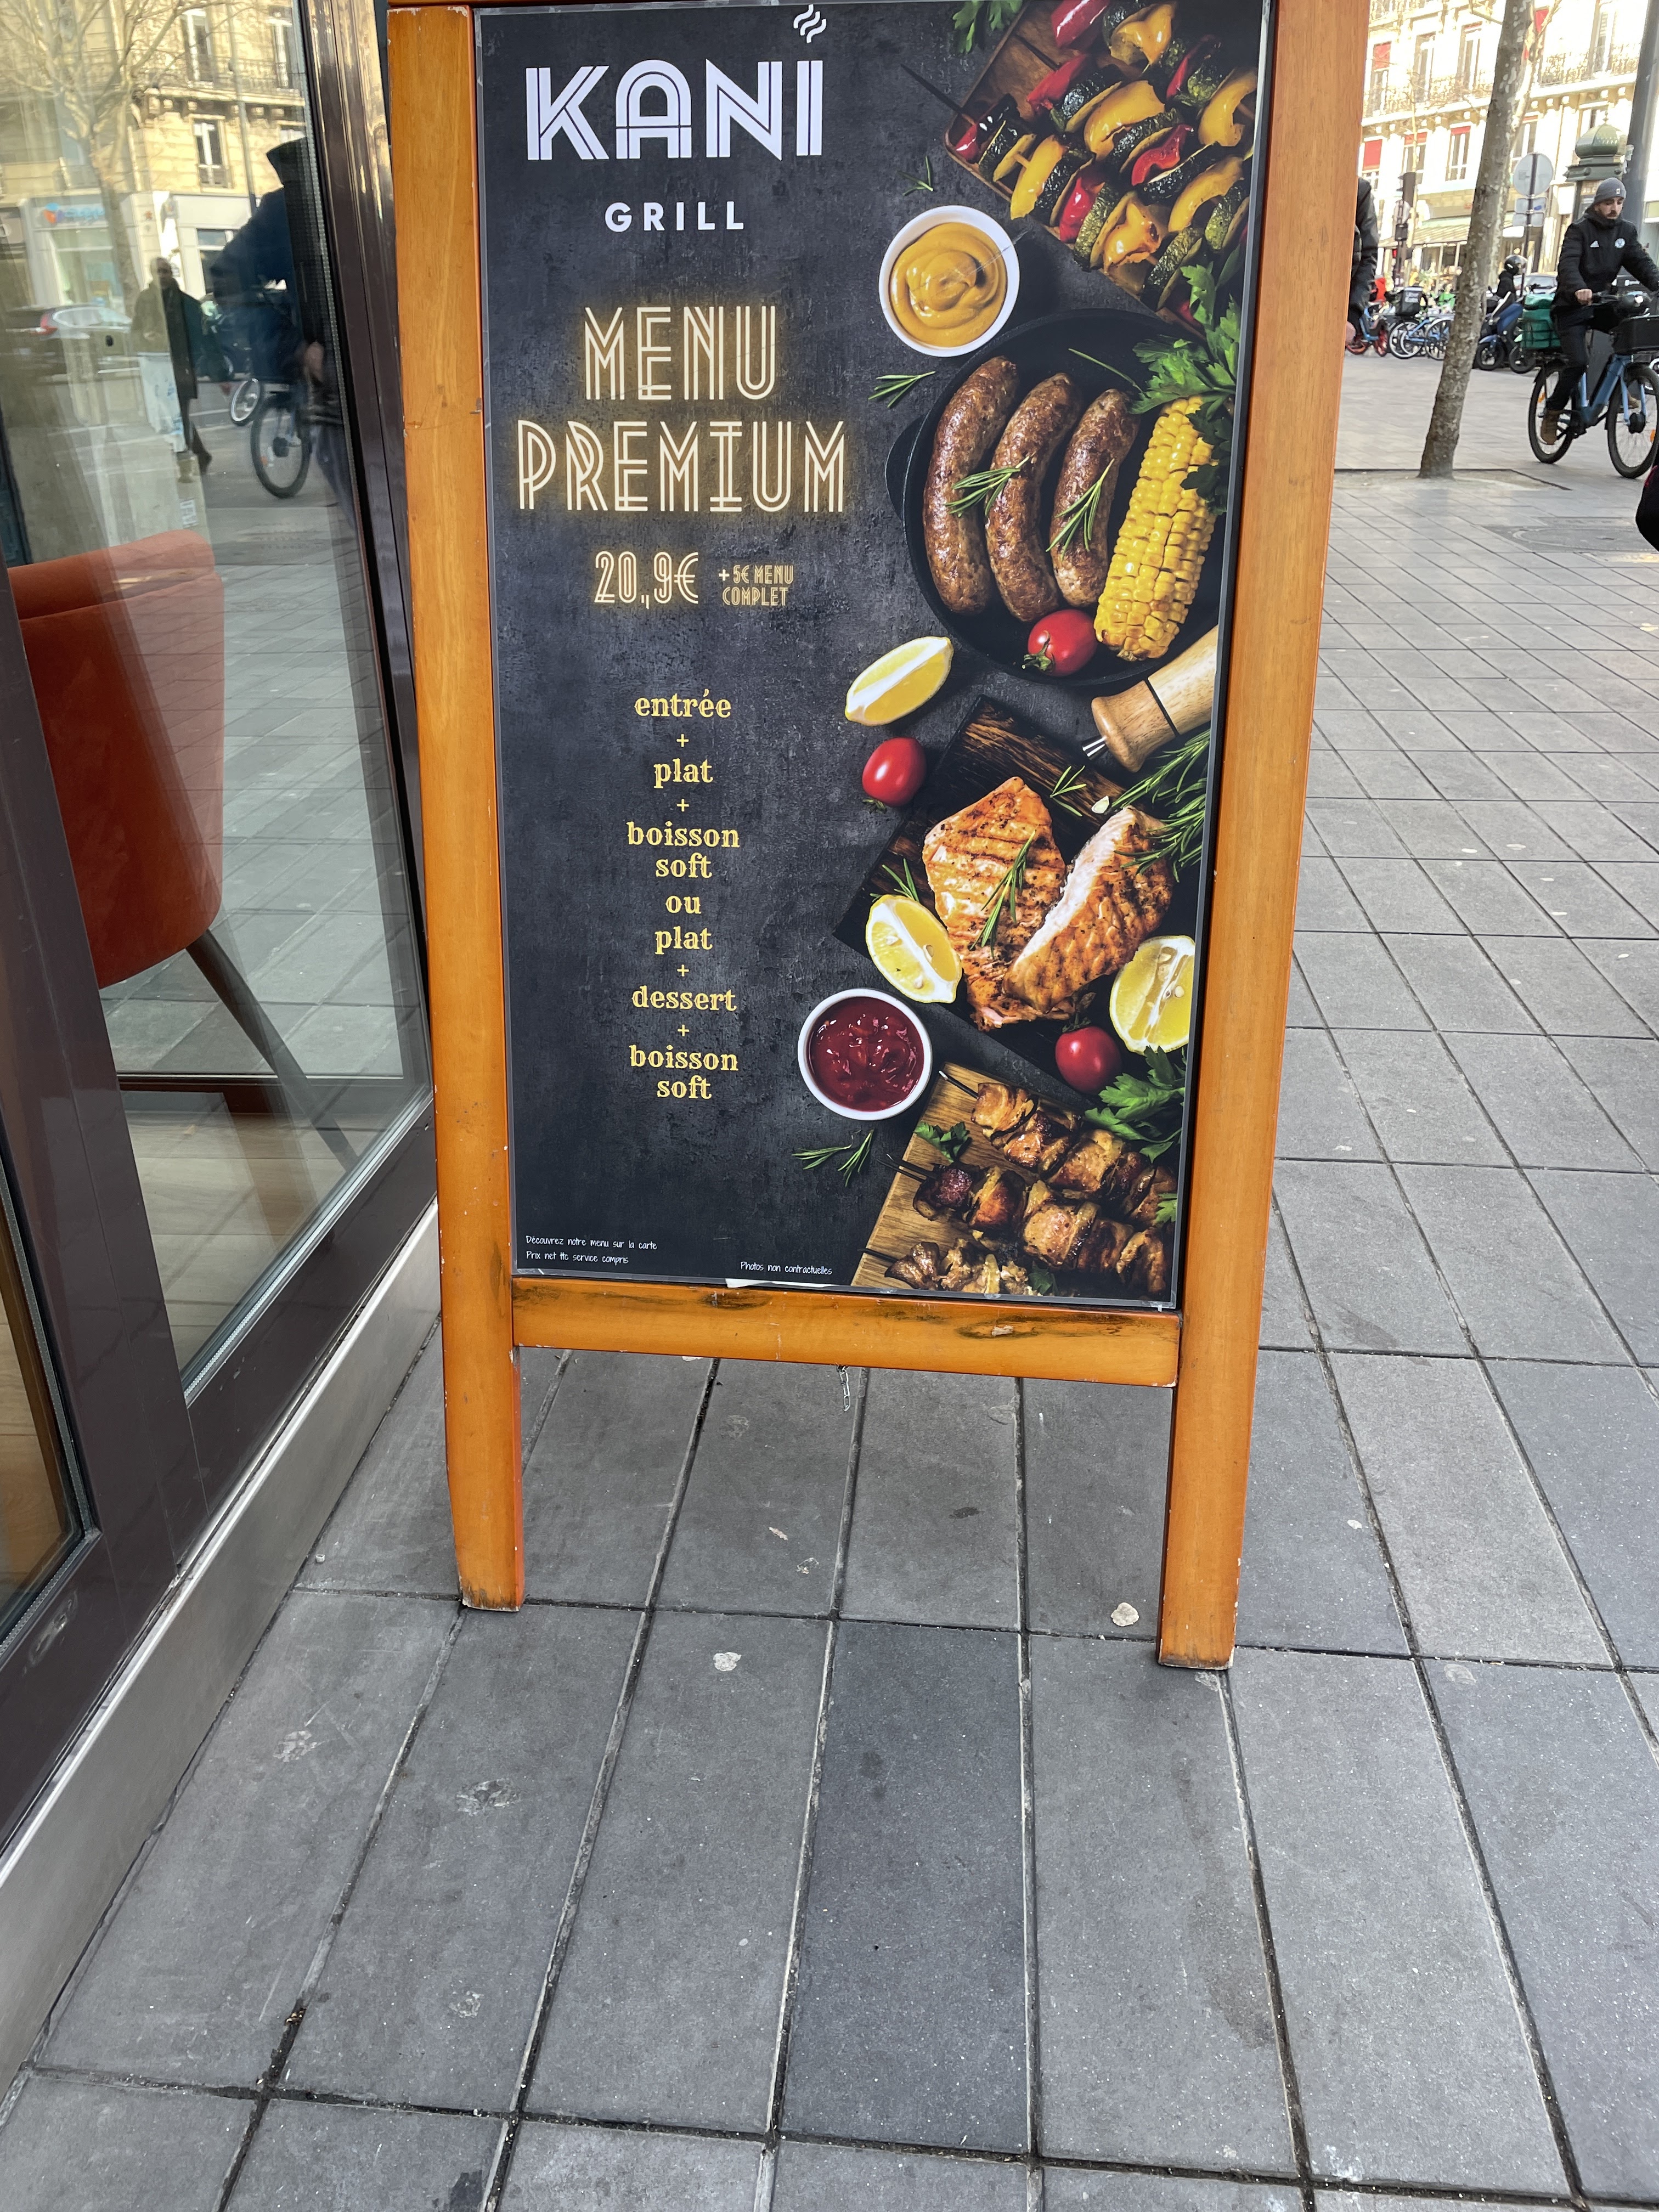 KANI
GRILL
MENU
PREMIUM
20,9€
+ 5€ MENU
COMPLET
entrée
+
plat
+
boisson
soft
ou
plat
+
dessert
+
boisson
soft
Découvrez notre menu sur la carte
Prix net ttc service compris
Photos non contractuelles